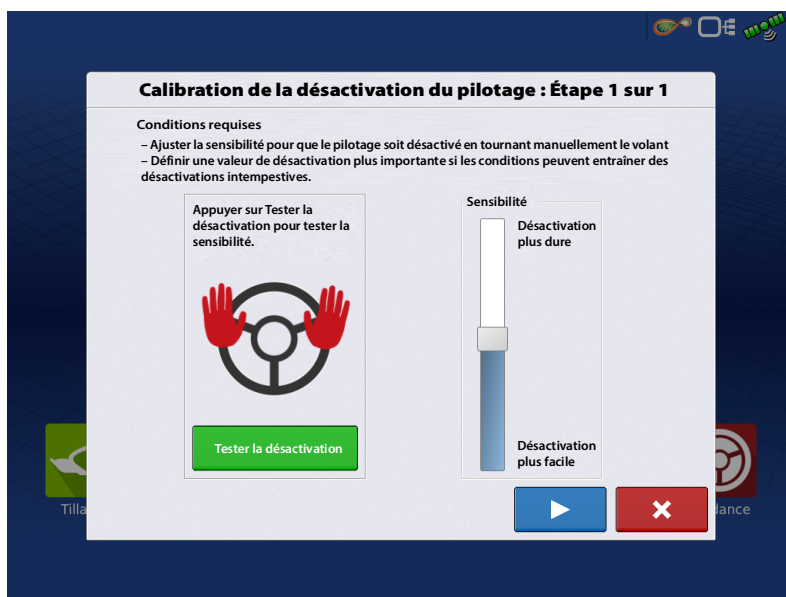 Calibration de la désactivation du pilotage : Étape 1 sur 1
Conditions requises
– Ajuster la sensibilité pour que le pilotage soit désactivé en tournant manuellement le volant
– Définir une valeur de désactivation plus importante si les conditions peuvent entraîner des
désactivations intempestives.
Appuyer sur Tester la
désactivation pour tester la
sensibilité.
Tester la désactivation
Sensibilité
Désactivation
plus dure
Désactivation
plus facile
Tilla
dance